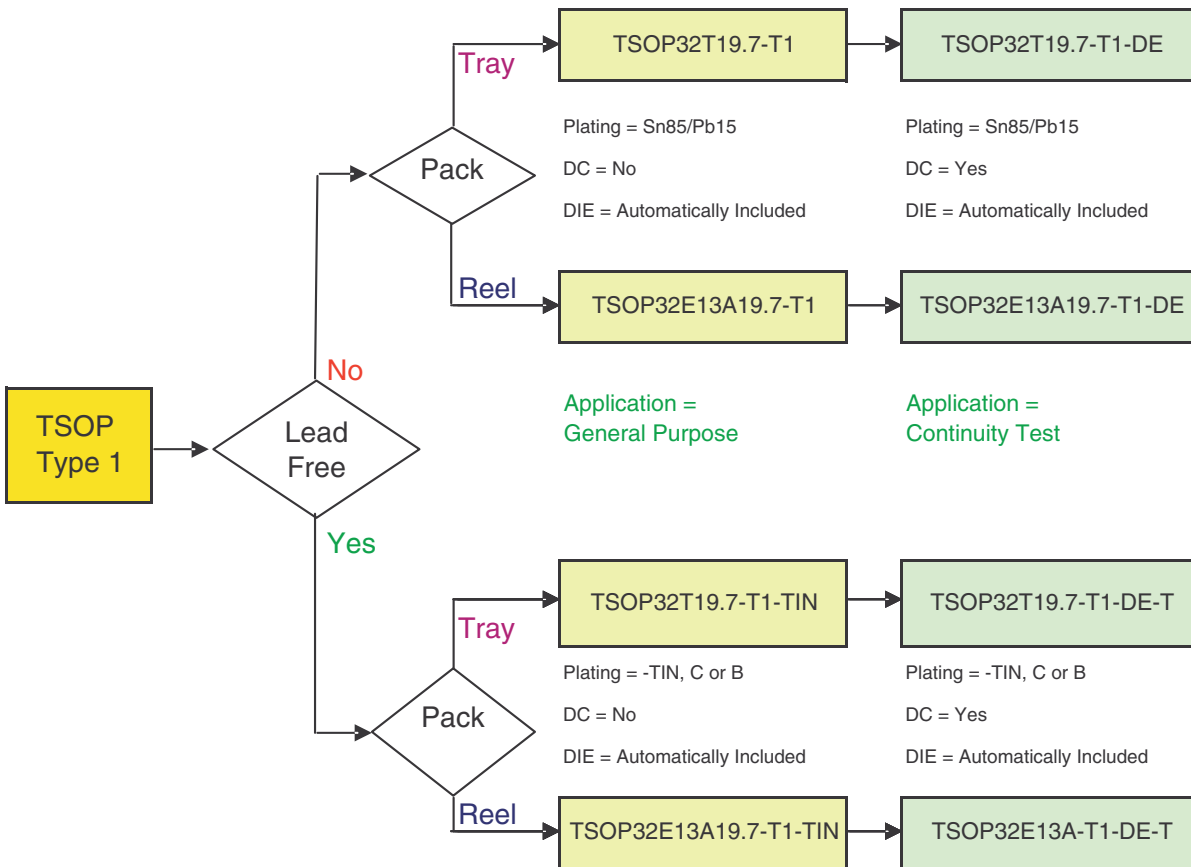 TSOP32T19.7-T1
TSOP32T19.7-T1-DE
Tray
Plating = Sn85/Pb15
Plating = Sn85/Pb15
Pack
DC = No
DC = Yes
DIE = Automatically Included
DIE = Automatically Included
Reel
TSOP32E13A19.7-T1
TSOP32E13A19.7-T1-DE
No
Application =
General Purpose
Application =
Continuity Test
TSOP
Type 1
Lead
Free
Yes
TSOP32T19.7-T1-TIN
TSOP32T19.7-T1-DE-T
Tray
Plating = -TIN, C or B
Plating = -TIN, C or B
Pack
DC = No
DC = Yes
DIE = Automatically Included
DIE = Automatically Included
Reel
TSOP32E13A19.7-T1-TIN
TSOP32E13A-T1-DE-T